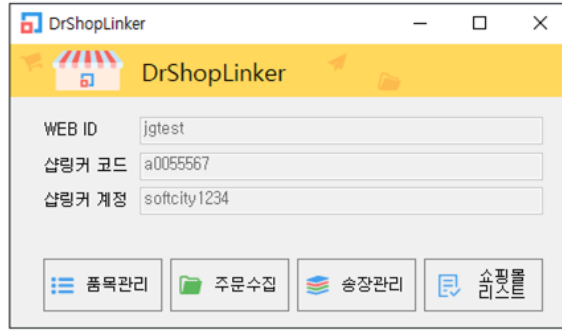 DrShopLinker
DrShopLinker
WEB ID jgtest
샵링커 코드 a0055567
샵링커 계정 softcity1234
품목관리 주문수집 송장관리 쇼핑몰
리스트